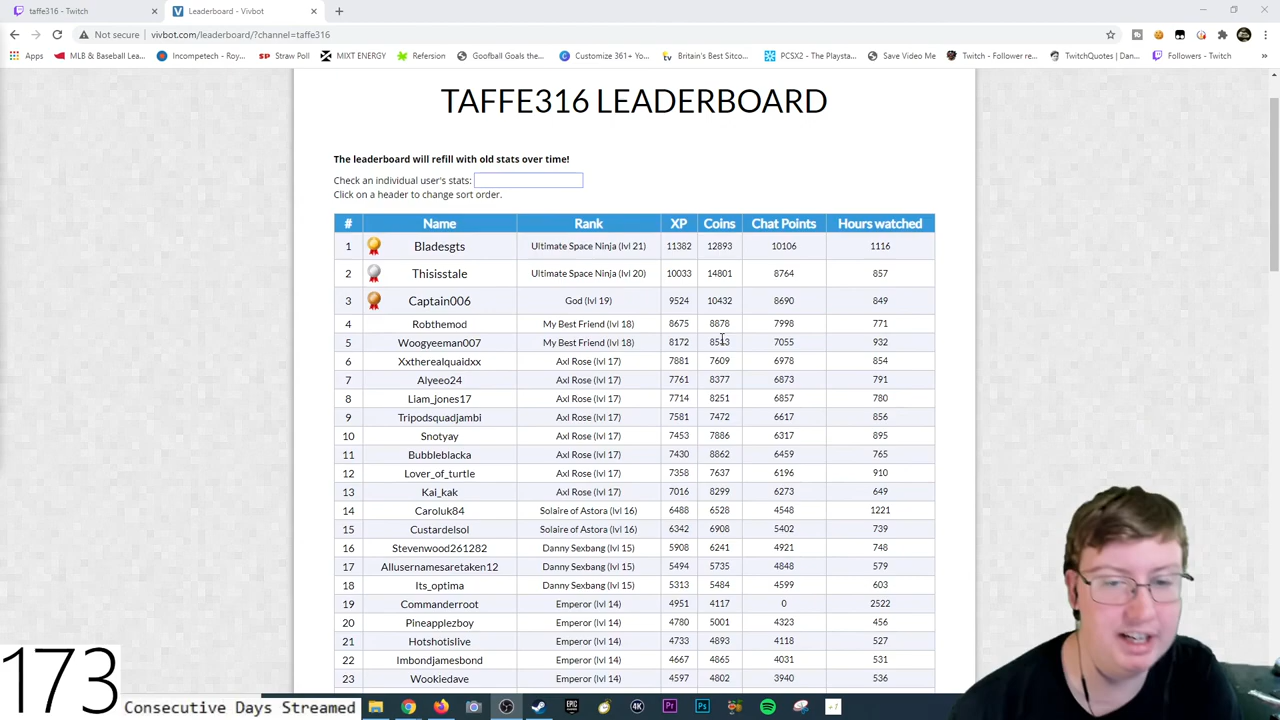 taffe316 - Twitch
Leaderboard - Vivbot
Not secure
vivbot.com/leaderboard/?channel=taffe316
Apps
MLB & Baseball Lea...
Incompetech - Roy...
Straw Poll
MIXT ENERGY
Refersion
Goofball Goals the...
Customize 361+ Yo...
Britain's Best Sitco...
PCSX2 - The Playsta...
Save Video Me
Twitch - Follower re...
TwitchQuotes | Dan...
Followers - Twitch
TAFFE316 LEADERBOARD
The leaderboard will refill with old stats over time!
Check an individual user's stats:
Click on a header to change sort order.
# Name Rank XP Coins Chat Points Hours watched
1 Bladesgts Ultimate Space Ninja (lvl 21) 11382 12893 10106 1116
2 Thisisstale Ultimate Space Ninja (lvl 20) 10033 14801 8764 857
3 Captain006 God (lvl 19) 9524 10432 8690 849
4 Robthemod My Best Friend (lvl 18) 8675 8878 7998 771
5 Woogyeeman007 My Best Friend (lvl 18) 8172 7055 932
6 Xxtherealquaidxx Axl Rose (lvl 17) 7881 7609 6978 854
7 Alyeeo24 Axl Rose (lvl 17) 7761 8377 6873 791
8 Liam_jones17 Axl Rose (lvl 17) 7714 8251 6857 780
9 Tripodsquadjambi Axl Rose (lvl 17) 7581 7472 6617 856
10 Snotyay Axl Rose (lvl 17) 7453 7886 6317 895
11 Bubbleblacka Axl Rose (lvl 17) 7430 8862 6459 765
12 Lover_of_turtle Axl Rose (lvl 17) 7358 7637 6196 910
13 Kai_kak Axl Rose (lvl 17) 7016 8299 6273 649
14 Caroluk84 Solaire of Astora (lvl 16) 6488 6528 4548 1221
15 Custardelsol Solaire of Astora (lvl 16) 6342 6908 5402 739
16 Stevenwood261282 Danny Sexbang (lvl 15) 5908 6241 4921 748
17 Allusernamesaretaken12 Danny Sexbang (lvl 15) 5494 5735 4848 579
18 Its_optima Danny Sexbang (lvl 15) 5313 5484 4599 603
19 Commanderroot Emperor (lvl 14) 4951 4117 0 2522
20 Pineapplezboy Emperor (lvl 14) 4780 5001 4323 456
21 Hotshotislive Emperor (lvl 14) 4733 4893 4118 527
22 Imbondjamesbond Emperor (lvl 14) 4667 4865 4031 531
23 Wookiedave Emperor (lvl 14) 4597 4802 3940 536
173 Consecutive Days Streamed